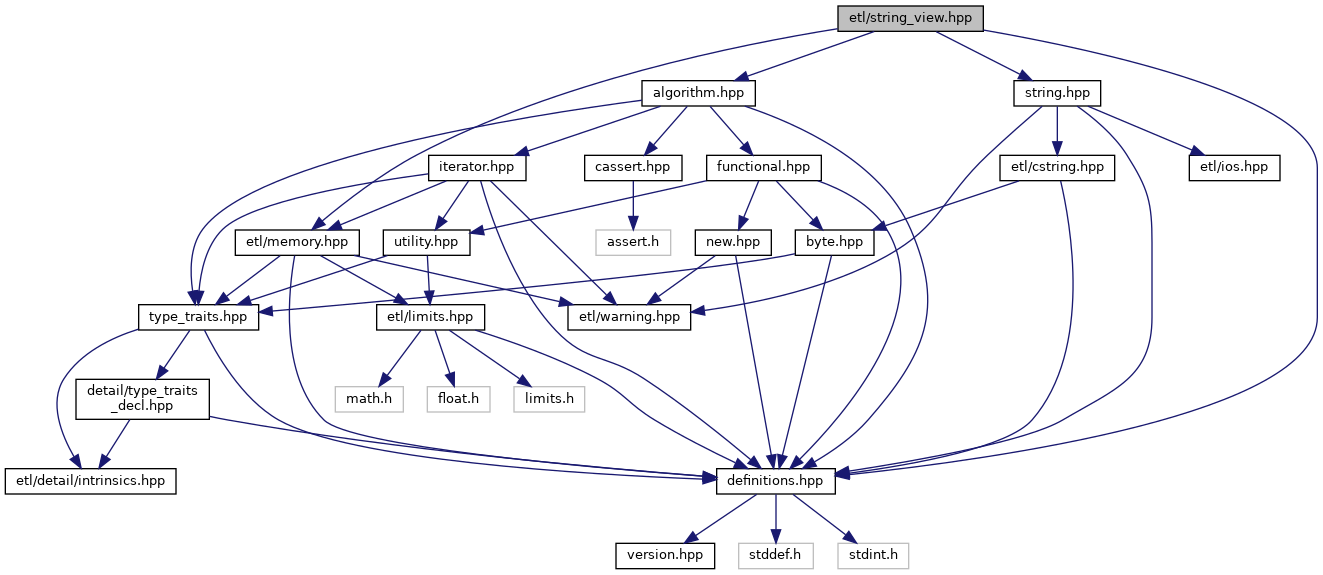 etl/string_view.hpp
algorithm.hpp
string.hpp
iterator.hpp
cassert.hpp
functional.hpp
etl/cstring.hpp
etl/ios.hpp
etl/memory.hpp
utility.hpp
assert.h
new.hpp
byte.hpp
type_traits.hpp
etl/limits.hpp
etl/warning.hpp
detail/type_traits
_decl.hpp
math.h
float.h
limits.h
etl/detail/intrinsics.hpp
definitions.hpp
version.hpp
stddef.h
stdint.h